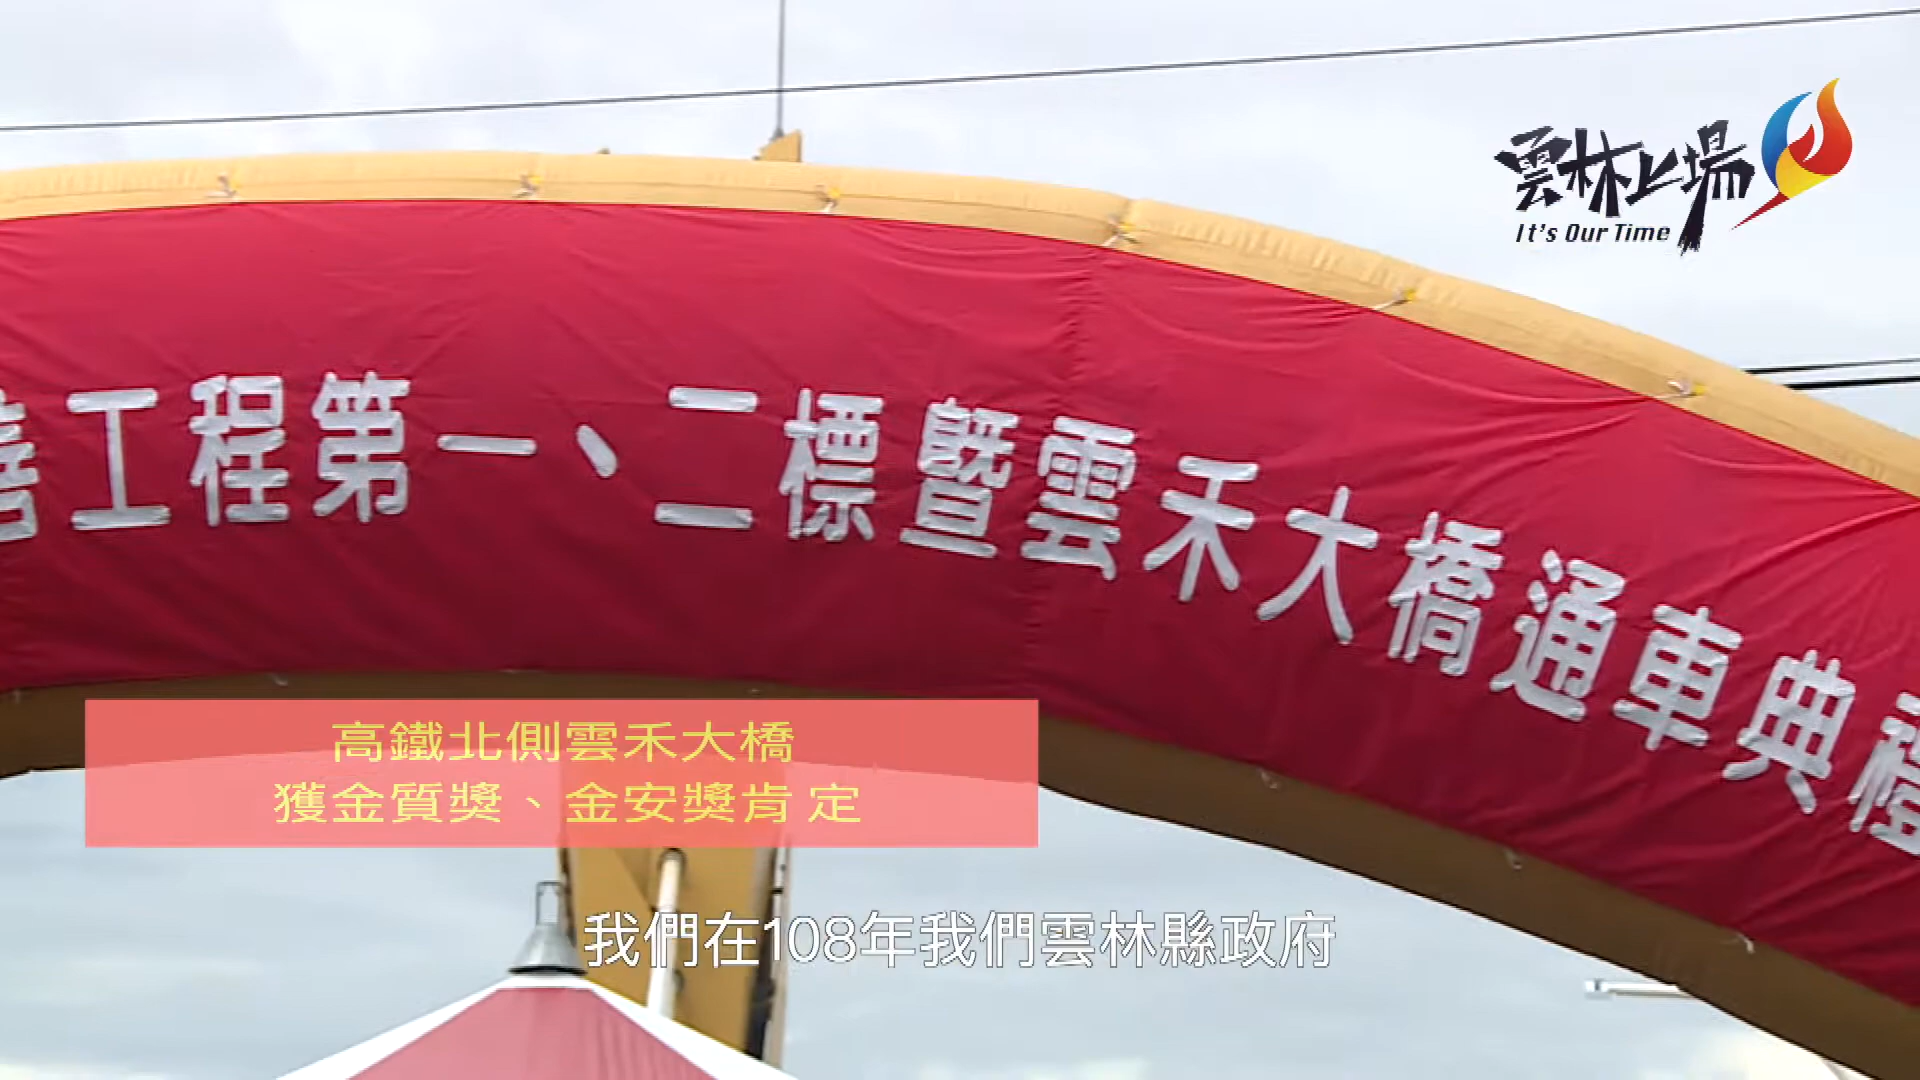 雲林上場
It's Our Time
善工程第一、二標暨雲禾大橋通車典禮
高鐵北側雲禾大橋
獲金質獎、金安獎肯 定
我們在108年我們雲林縣政府